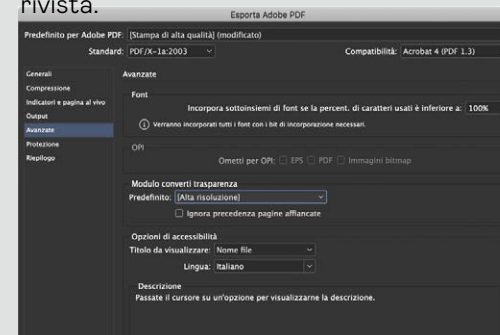 rivista.
Esporta Adobe PDF
Predefinito per Adobe PDF: [Stampa di alta qualità] (modificato)
Standard: PDF/X-1a:2003 Compatibilità: Acrobat 4 (PDF 1.3)
Generali
Compressione
Indicatori e pagina al vivo
Output
Avanzate
Protezione
Riepilogo
Avanzate
Font
Incorpora sottoinsiemi di font se la percent. di caratteri usati è inferiore a: 100%
Verranno incorporati tutti i font con i bit di incorporazione necessari.
OPI
Ometti per OPI: EPS PDF Immagini bitmap
Modulo converti trasparenza
Predefinito: [Alta risoluzione]
Ignora precedenza pagine affiancate
Opzioni di accessibilità
Titolo da visualizzare: Nome file
Lingua: Italiano
Descrizione
Passate il cursore su un'opzione per visualizzarne la descrizione.